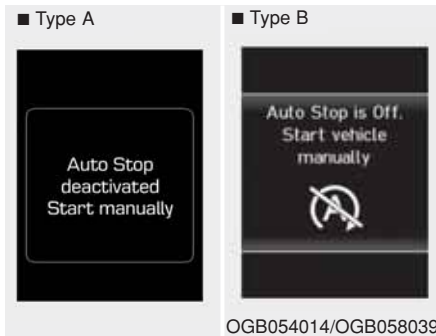 ■ Type A
■ Type B
Auto Stop
deactivated
Start manually
Auto Stop is Off.
Start vehicle
manually
A
OGB054014/OGB058039